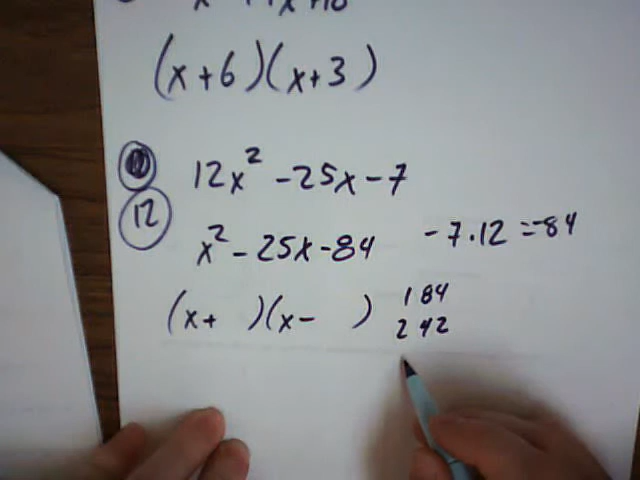 (x+6)(x+3)
12x² -25x-7
12
x² -25x-84 -7·12=-84
(x+ )(x- ) 1 84
2 42